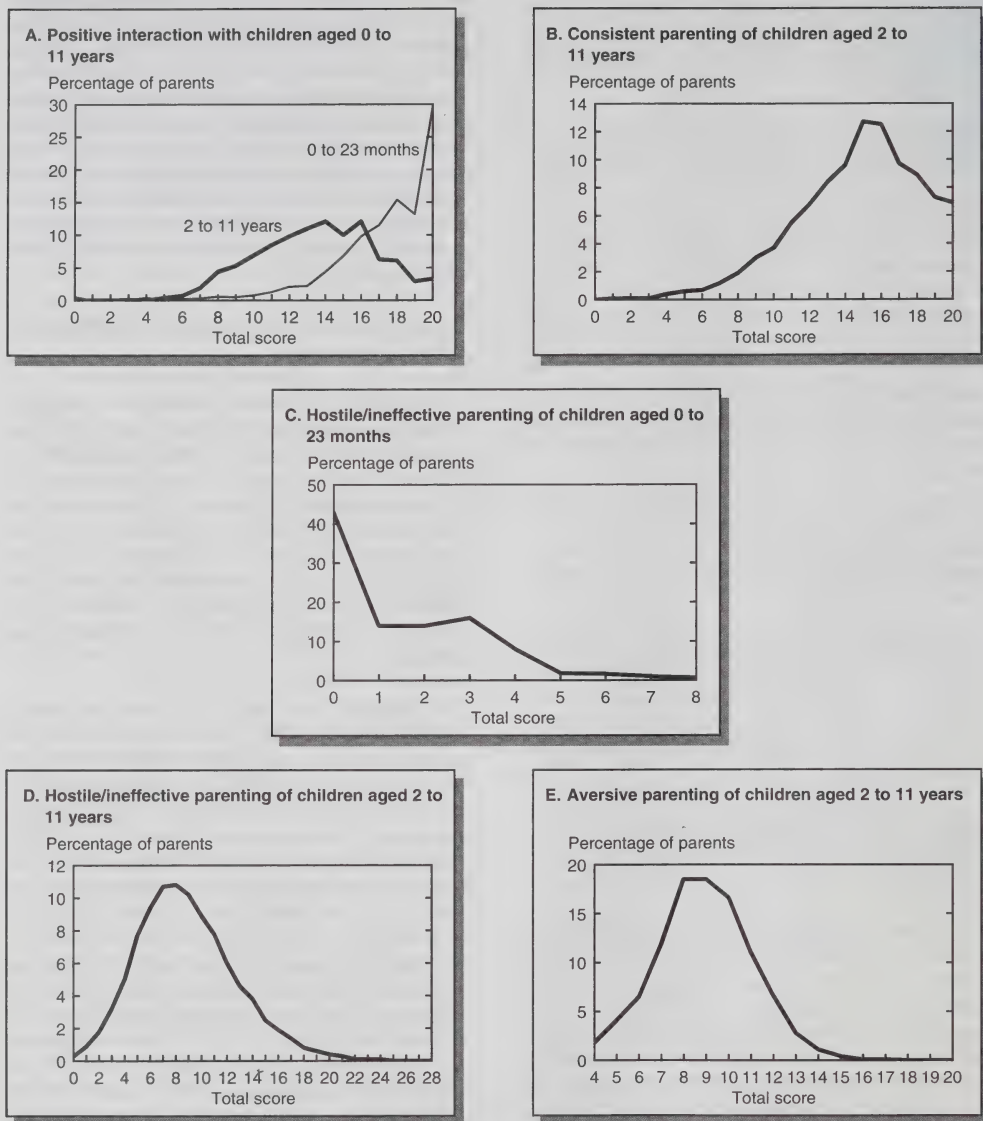 A. Positive interaction with children aged 0 to
11 years
Percentage of parents
30
25
20
15
10
5
0
0 to 23 months
2 to 11 years
0 2 4 6 8 10 12 14 16 18 20
Total score
B. Consistent parenting of children aged 2 to
11 years
Percentage of parents
14
12
10
8
6
4
2
0
0 2 4 6 8 10 12 14 16 18 20
Total score
C. Hostile/ineffective parenting of children aged 0 to
23 months
Percentage of parents
50
40
30
20
10
0
0 1 2 3 4 5 6 7 8
Total score
D. Hostile/ineffective parenting of children aged 2 to
11 years
Percentage of parents
12
10
8
6
4
2
0
0 2 4 6 8 10 12 14 16 18 20 22 24 26 28
Total score
E. Aversive parenting of children aged 2 to 11 years
Percentage of parents
20
15
10
5
0
4 5 6 7 8 9 10 11 12 13 14 15 16 17 18 19 20
Total score